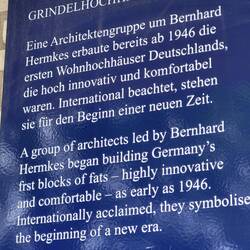 GRINDELHOCHH
Eine Architektengruppe um Bernhard
Hermkes erbaute bereits ab 1946 die
ersten Wohnhochhäuser Deutschlands,
die hoch innovativ und komfortabel
waren. International beachtet, stehen
sie für den Beginn einer neuen Zeit.
A group of architects led by Bernhard
Hermkes began building Germany's
frst blocks of fats – highly innovative
and comfortable – as early as 1946.
Internationally acclaimed, they symbolise
the beginning of a new era.